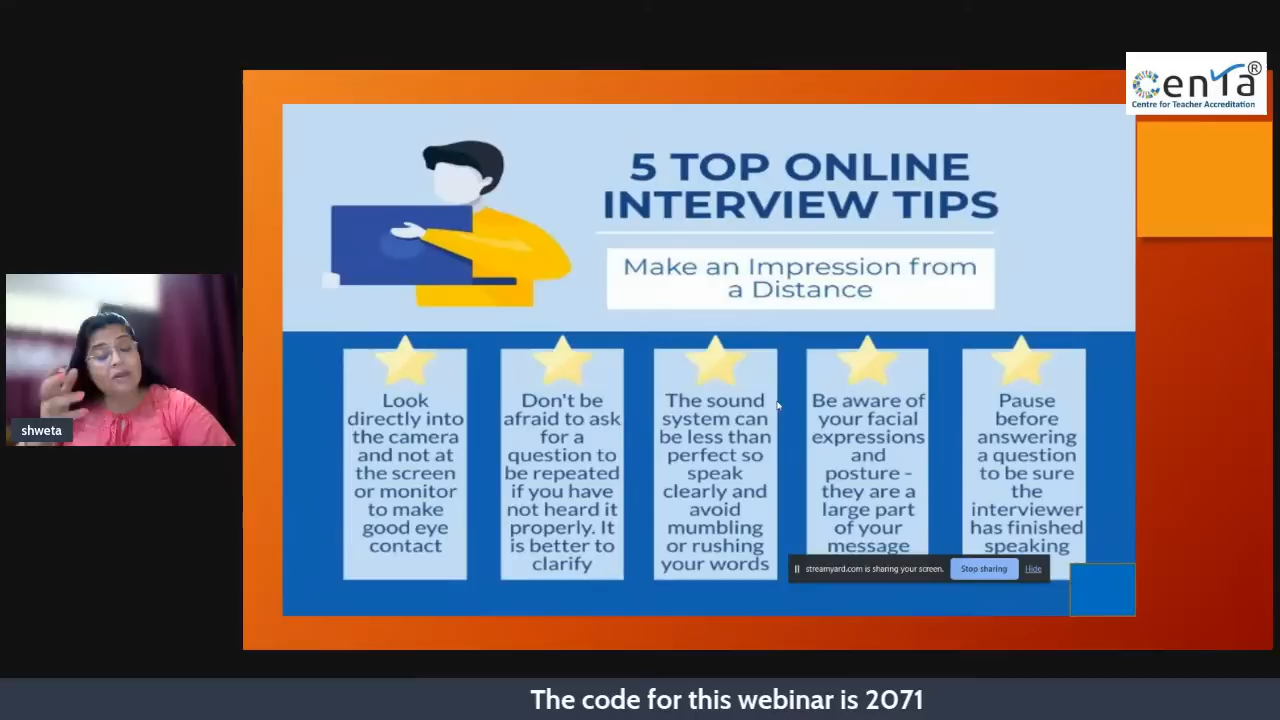 CENTA®
Centre for Teacher Accreditation
5 TOP ONLINE
INTERVIEW TIPS
Make an Impression from
a Distance
Look
directly into
the camera
and not at
the screen
or monitor
to make
good eye
contact
Don't be
afraid to ask
for a
question to
be repeated
if you have
not heard it
properly. It
is better to
clarify
The sound
system can
be less than
perfect so
speak
clearly and
avoid
mumbling
or rushing
your words
Be aware of
your facial
expressions
and
posture -
they are a
large part
of your
message
Pause
before
answering
a question
to be sure
the
interviewer
has finished
speaking
streamyard.com is sharing your screen.
Stop sharing
Hide
shweta
The code for this webinar is 2071